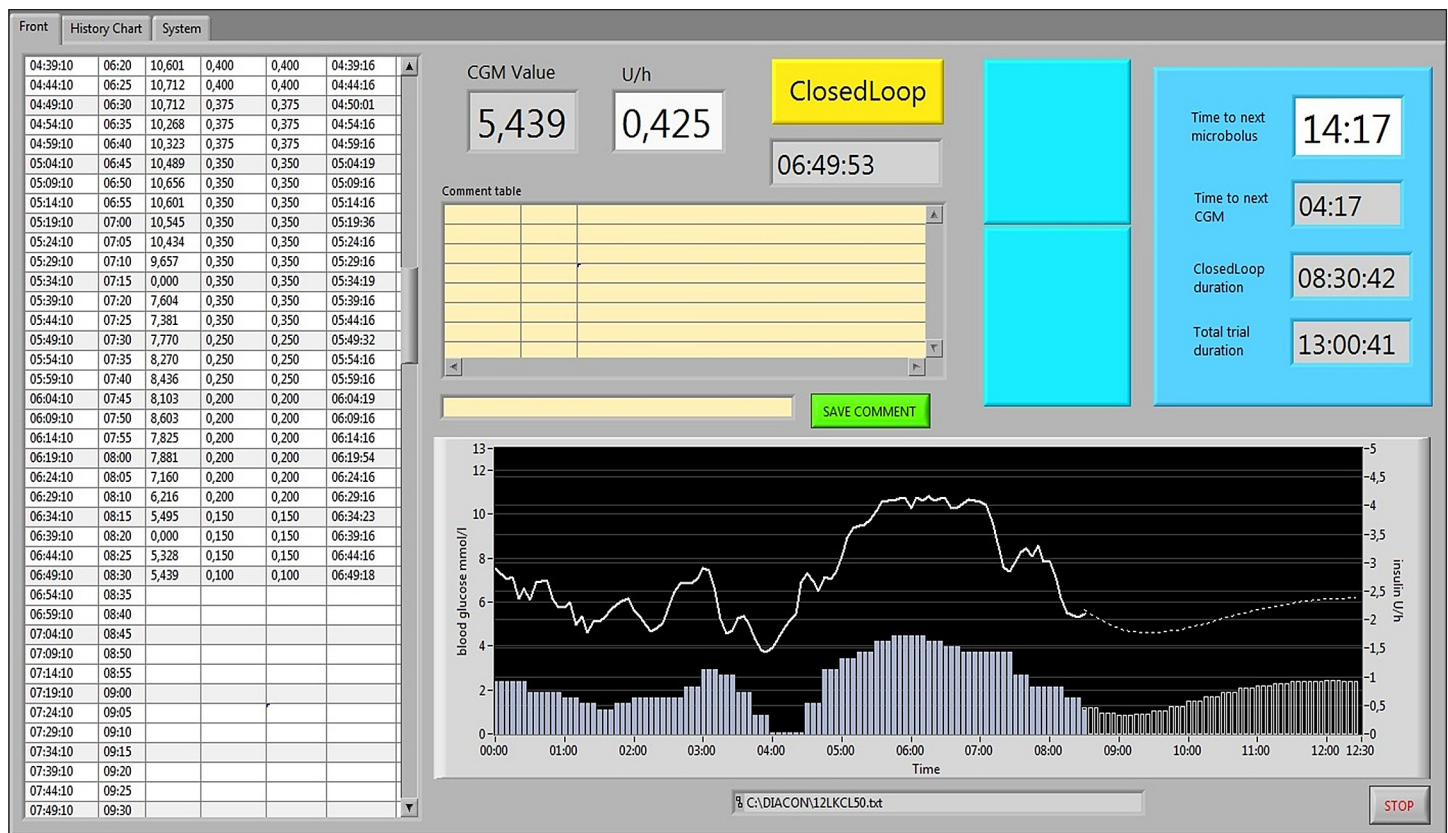 Front History Chart System
04:39:10 06:20 10,601 0,400 0,400 04:39:16
04:44:10 06:25 10,712 0,400 0,400 04:44:16
04:49:10 06:30 10,712 0,375 0,375 04:50:01
04:54:10 06:35 10,268 0,375 0,375 04:54:16
04:59:10 06:40 10,323 0,375 0,375 04:59:16
05:04:10 06:45 10,489 0,350 0,350 05:04:19
05:09:10 06:50 10,656 0,350 0,350 05:09:16
05:14:10 06:55 10,601 0,350 0,350 05:14:16
05:19:10 07:00 10,545 0,350 0,350 05:19:36
05:24:10 07:05 10,434 0,350 0,350 05:24:16
05:29:10 07:10 9,657 0,350 0,350 05:29:16
05:34:10 07:15 0,000 0,350 0,350 05:34:19
05:39:10 07:20 7,604 0,350 0,350 05:39:16
05:44:10 07:25 7,381 0,350 0,350 05:44:16
05:49:10 07:30 7,770 0,250 0,250 05:49:32
05:54:10 07:35 8,270 0,250 0,250 05:54:16
05:59:10 07:40 8,436 0,250 0,250 05:59:16
06:04:10 07:45 8,103 0,200 0,200 06:04:19
06:09:10 07:50 8,603 0,200 0,200 06:09:16
06:14:10 07:55 7,825 0,200 0,200 06:14:16
06:19:10 08:00 7,881 0,200 0,200 06:19:54
06:24:10 08:05 7,160 0,200 0,200 06:24:16
06:29:10 08:10 6,216 0,200 0,200 06:29:16
06:34:10 08:15 5,495 0,150 0,150 06:34:23
06:39:10 08:20 0,000 0,150 0,150 06:39:16
06:44:10 08:25 5,328 0,150 0,150 06:44:16
06:49:10 08:30 5,439 0,100 0,100 06:49:18
06:54:10 08:35
06:59:10 08:40
07:04:10 08:45
07:09:10 08:50
07:14:10 08:55
07:19:10 09:00
07:24:10 09:05
07:29:10 09:10
07:34:10 09:15
07:39:10 09:20
07:44:10 09:25
07:49:10 09:30
CGM Value
5,439
U/h
0,425
ClosedLoop
06:49:53
Comment table
SAVE COMMENT
Time to next
microbolus
14:17
Time to next
CGM
04:17
ClosedLoop
duration
08:30:42
Total trial
duration
13:00:41
blood glucose mmol/l
13
12
10
8
6
4
2
0
5
4,5
4
3,5
3
2,5
2
1,5
1
0,5
0
insulin U/h
00:00 01:00 02:00 03:00 04:00 05:00 06:00 07:00 08:00 09:00 10:00 11:00 12:00 12:30
Time
C:\DIACON\12LKCL50.txt
STOP